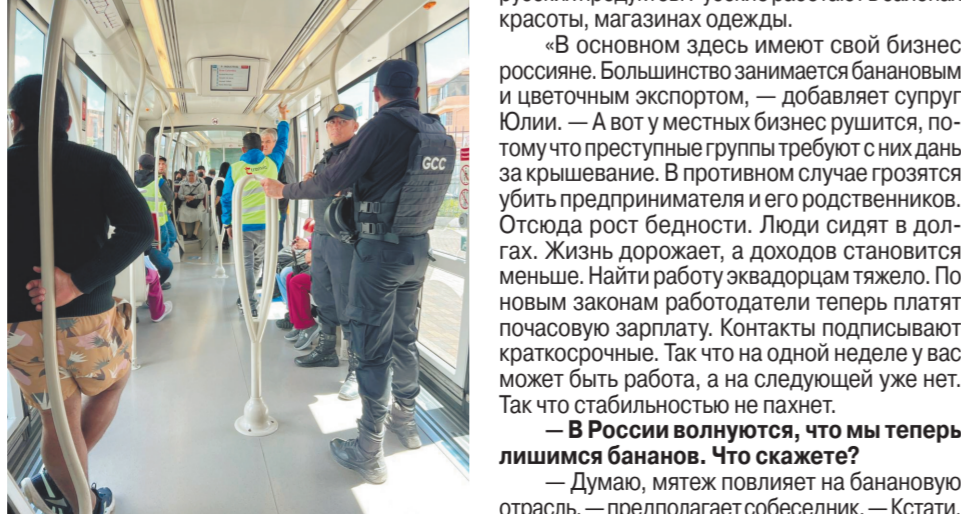 GCC
красоты, магазинах одежды.
«В основном здесь имеют свой бизнес
россияне. Большинство занимается банановым
и цветочным экспортом, — добавляет супруг
Юлии. — А вот у местных бизнес рушится, по-
тому что преступные группы требуют с них дань
за крышевание. В противном случае грозятся
убить предпринимателя и его родственников.
Отсюда рост бедности. Люди сидят в дол-
гах. Жизнь дорожает, а доходов становится
меньше. Найти работу эквадорцам тяжело. По
новым законам работодатели теперь платят
почасовую зарплату. Контакты подписывают
краткосрочные. Так что на одной неделе у вас
может быть работа, а на следующей уже нет.
Так что стабильностью не пахнет.
— В России волнуются, что мы теперь
лишимся бананов. Что скажете?
— Думаю, мятеж повлияет на банановую
отрасль, — предполагает собеседник. — Кстати,